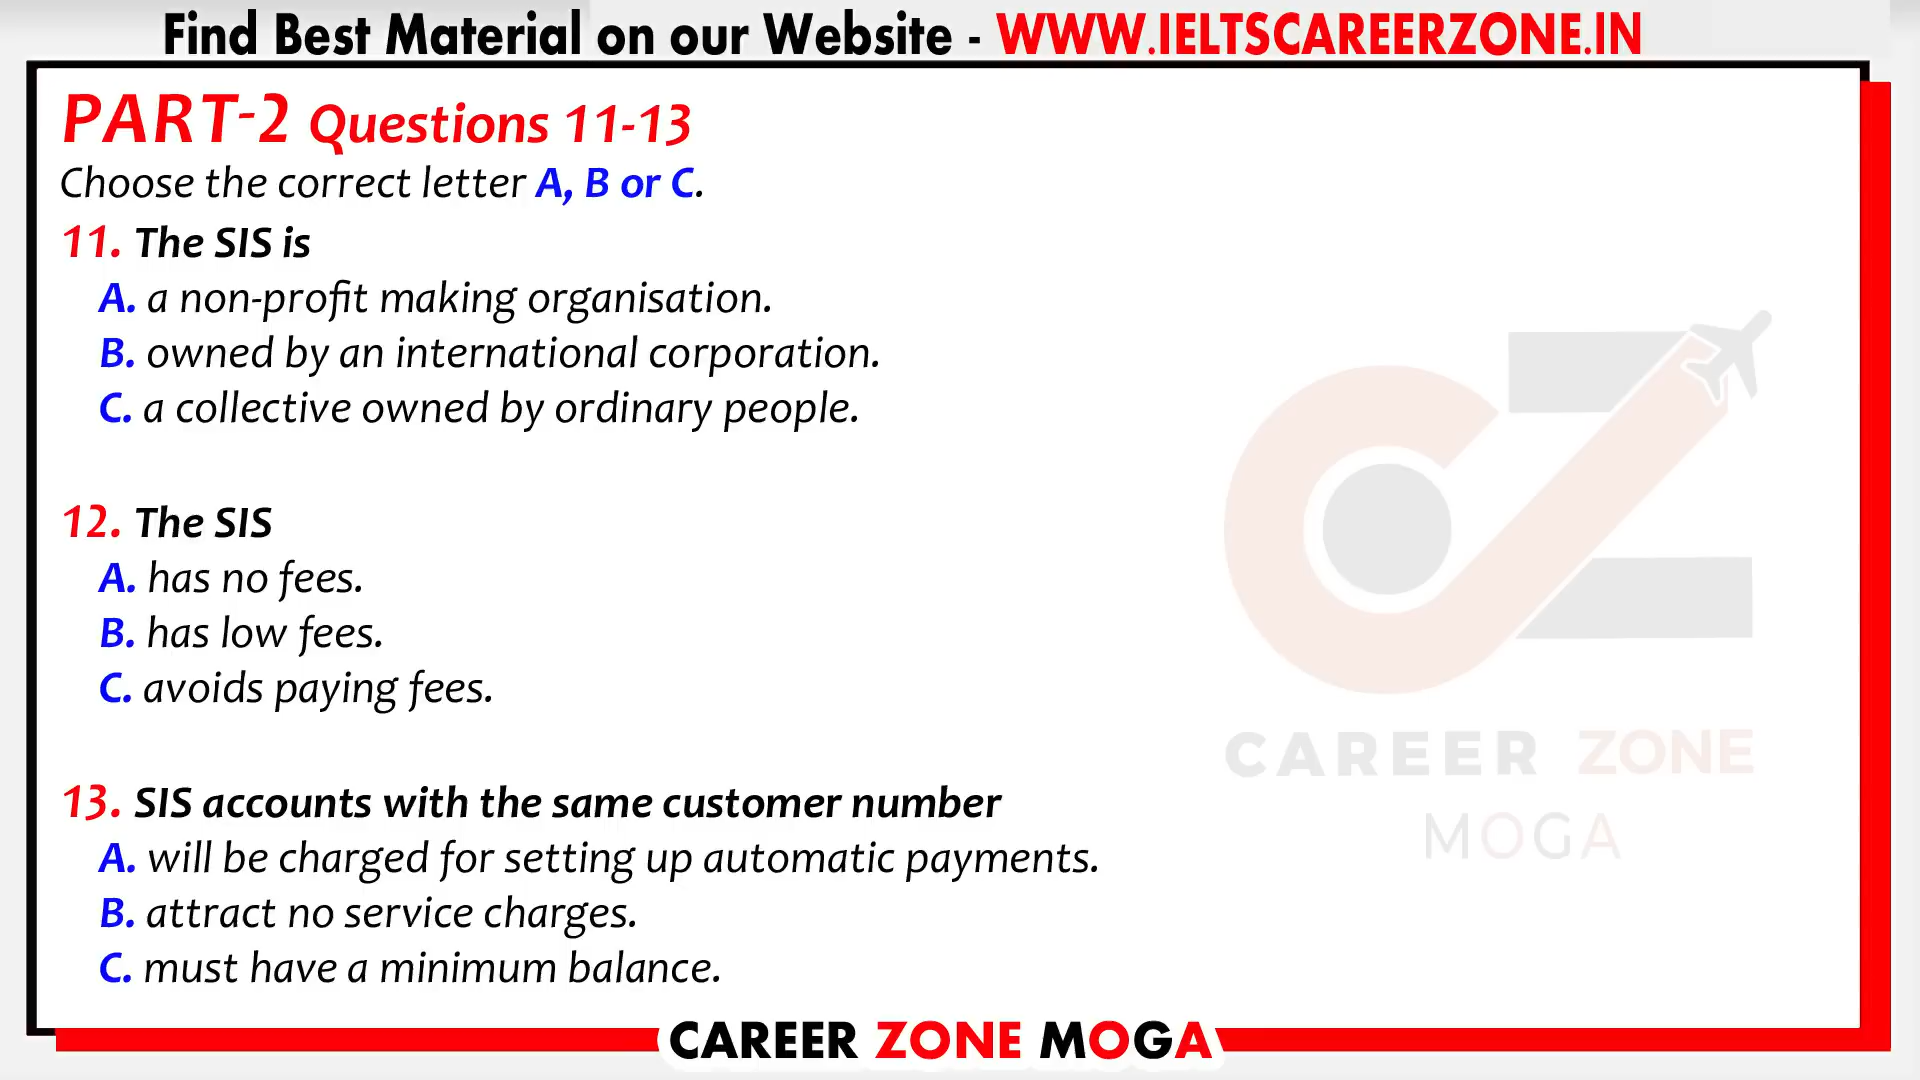 Find Best Material on our Website - WWW.IELTSCAREERZONE.IN
PART-2 Questions 11-13
Choose the correct letter A, B or C.
11. The SIS is
A. a non-profit making organisation.
B. owned by an international corporation.
C. a collective owned by ordinary people.
12. The SIS
A. has no fees.
B. has low fees.
C. avoids paying fees.
13. SIS accounts with the same customer number
A. will be charged for setting up automatic payments.
B. attract no service charges.
C. must have a minimum balance.
CAREER ZONE
MOGA
CAREER ZONE MOGA